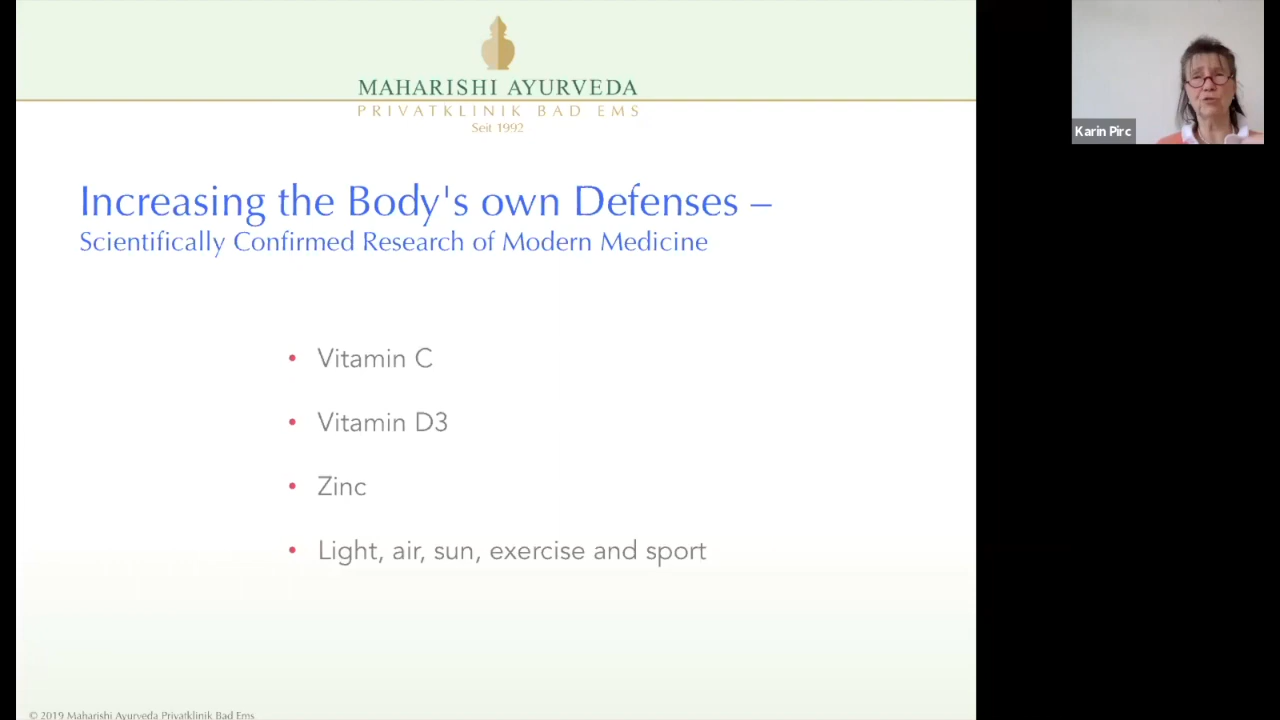 MAHARISHI AYURVEDA
PRIVATKLINIK BAD EMS
Seit 1992
Karin Pirc
Increasing the Body's own Defenses –
Scientifically Confirmed Research of Modern Medicine
• Vitamin C
• Vitamin D3
• Zinc
• Light, air, sun, exercise and sport
© 2019 Maharishi Ayurveda Privatklinik Bad Ems